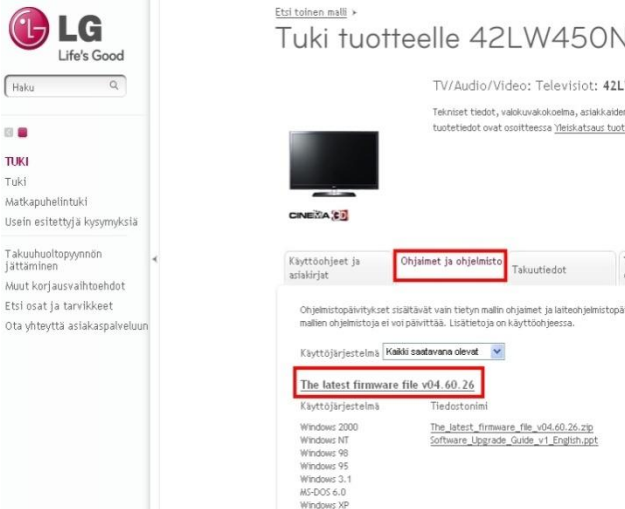 LG
Life's Good
Haku
TUKI
Tuki
Matkapuhelintuki
Usein esitettyjä kysymyksiä
Takuuhuoltopyynnön
jättäminen
Muut korjausvaihtoehdot
Etsi osat ja tarvikkeet
Ota yhteyttä asiakaspalveluun
Etsi toinen malli
Tuki tuotteelle 42LW450N
TV/Audio/Video: Televisiot: 42L
Tekniset tiedot, valokuvakokoelma, asiakkaiden
tuotetiedot ovat osoitteessa Yleiskatsaus tuot
CINEMA 3D
Käyttöohjeet ja
asiakirjat
Ohjaimet ja ohjelmisto
Takuutiedot
Ohjelmistopäivitykset sisältävät vain tietyn mallin ohjaimet ja laiteohjelmistopä
mallien ohjelmistoja ei voi päivittää. Lisätietoja on käyttöohjeessa.
Käyttöjärjestelmä Kaikki saatavana olevat
The latest firmware file v04.60.26
Käyttöjärjestelmä Tiedostonimi
Windows 2000 The_latest_firmware_file_v04.60.26.zip
Windows NT Software_Upgrade_Guide_v1_English.ppt
Windows 98
Windows 95
Windows 3.1
MS-DOS 6.0
Windows XP